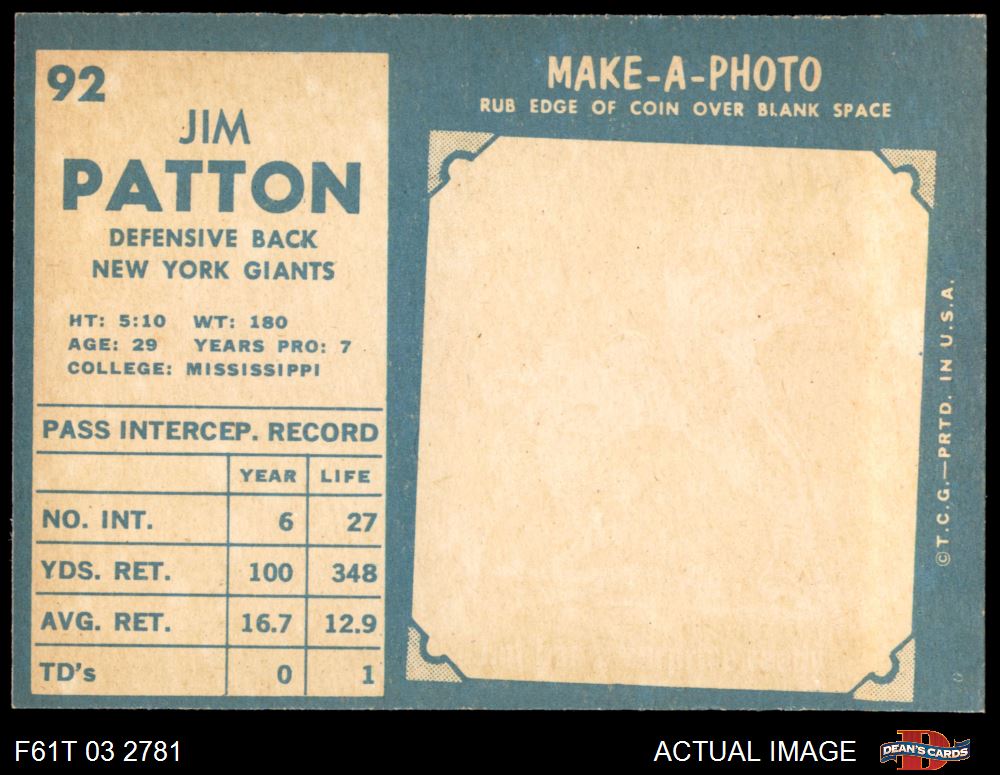 92
JIM
PATTON
DEFENSIVE BACK
NEW YORK GIANTS
HT: 5:10 WT: 180
AGE: 29 YEARS PRO: 7
COLLEGE: MISSISSIPPI
PASS INTERCEP. RECORD
YEAR LIFE
NO. INT. 6 27
YDS. RET. 100 348
AVG. RET. 16.7 12.9
TD's 0 1
MAKE-A-PHOTO
RUB EDGE OF COIN OVER BLANK SPACE
©T.C.G.—PRTD. IN U.S.A.
F61T 03 2781
ACTUAL IMAGE
DEAN'S CARDS